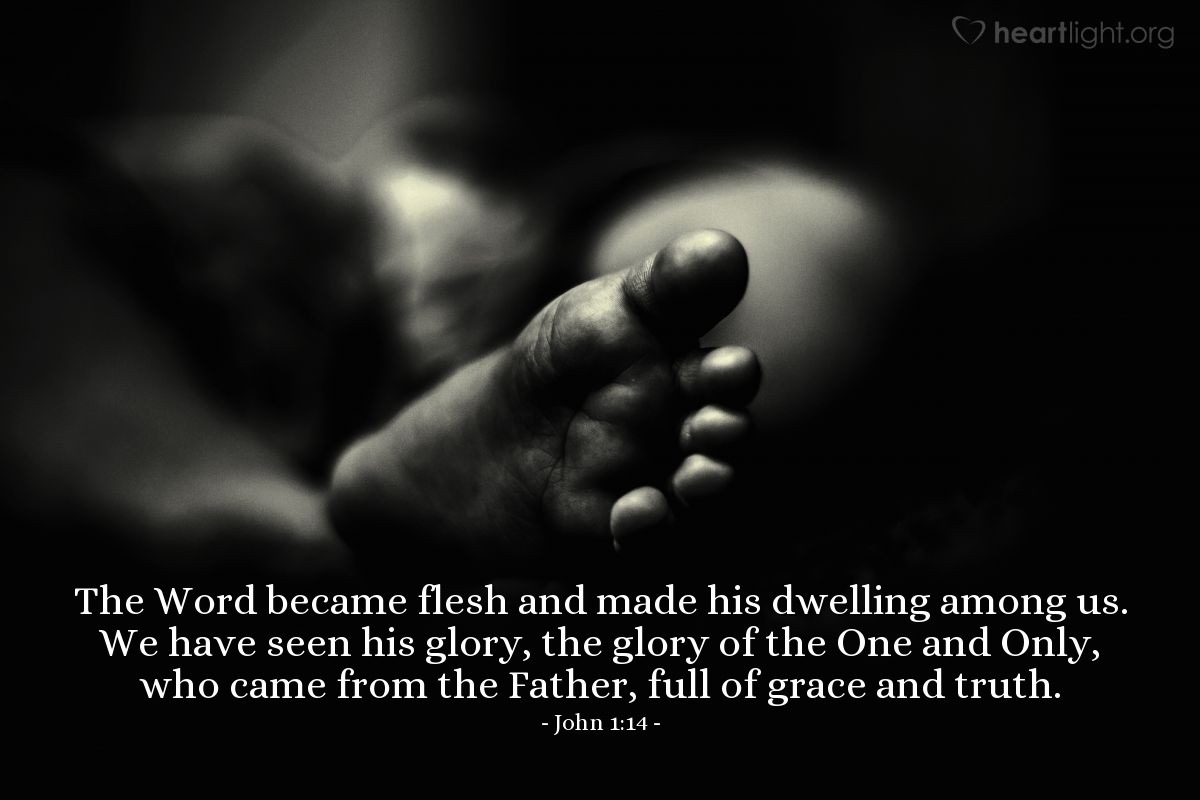 heartlight.org
The Word became flesh and made his dwelling among us.
We have seen his glory, the glory of the One and Only,
who came from the Father, full of grace and truth.
- John 1:14 -